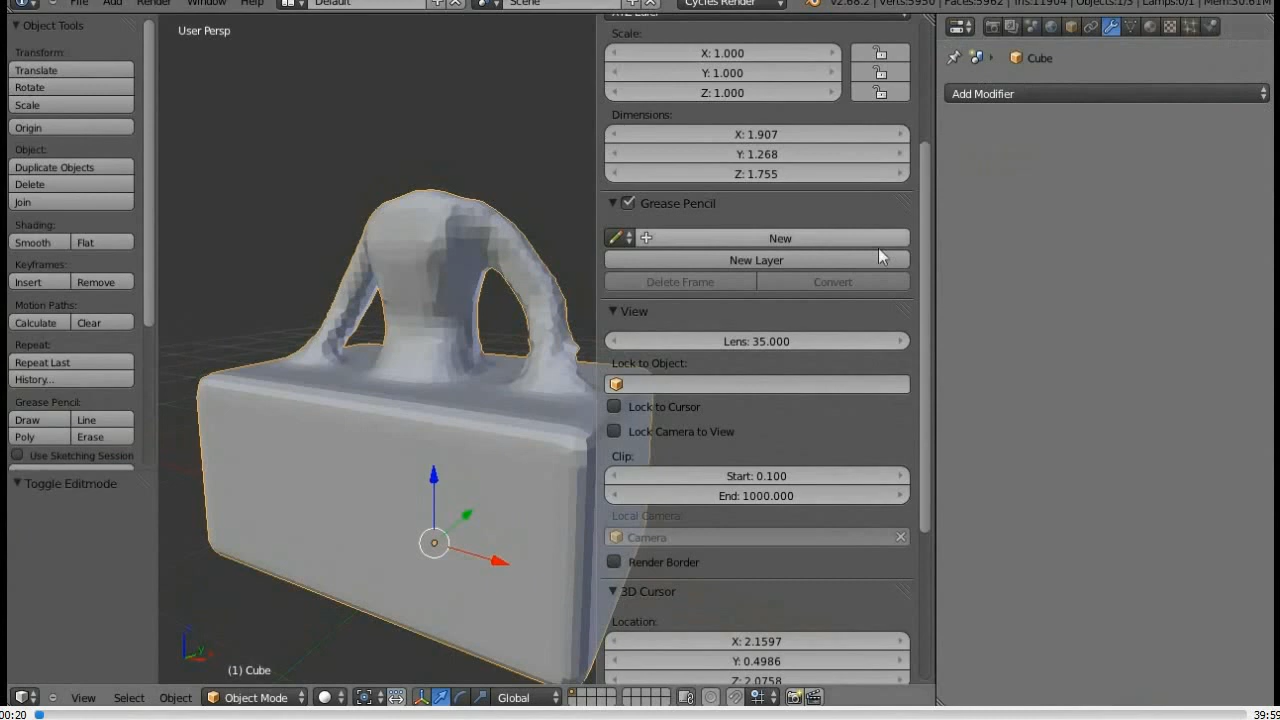 File Add Render Window Help Default Scene Cycles Render v2.68.2 | Verts:5950 | Faces:5962 | Tris:11904 | Objects:1/3 | Lamps:0/1 | Mem:30.61M
Object Tools
Transform:
Translate
Rotate
Scale
Origin
Object:
Duplicate Objects
Delete
Join
Shading:
Smooth Flat
Keyframes:
Insert Remove
Motion Paths:
Calculate Clear
Repeat:
Repeat Last
History...
Grease Pencil:
Draw Line
Poly Erase
Use Sketching Session
Toggle Editmode
User Persp
(1) Cube
XYZ Euler
Scale:
X: 1.000
Y: 1.000
Z: 1.000
Dimensions:
X: 1.907
Y: 1.268
Z: 1.755
Grease Pencil
New
New Layer
Delete Frame Convert
View
Lens: 35.000
Lock to Object:
Lock to Cursor
Lock Camera to View
Clip:
Start: 0.100
End: 1000.000
Local Camera:
Camera
Render Border
3D Cursor
Location:
X: 2.1597
Y: 0.4986
Z: 2.0758
Cube
Add Modifier
View Select Object Object Mode Global
00:20 39:59